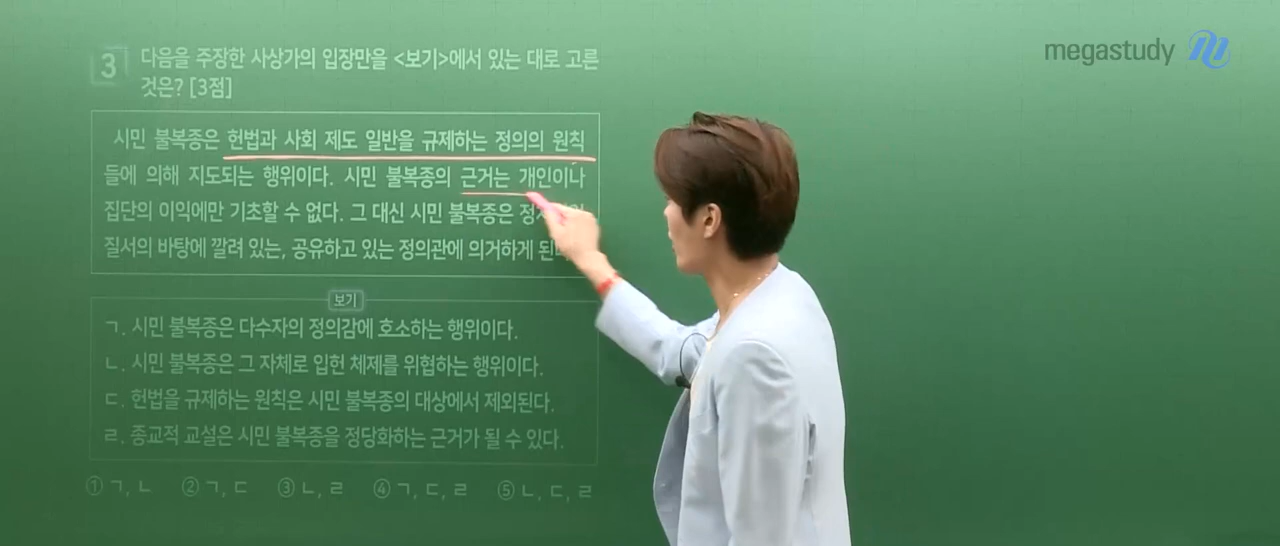 megastudy
3 다음을 주장한 사상가의 입장만을 <보기>에서 있는 대로 고른
것은? [3점]
시민 불복종은 헌법과 사회 제도 일반을 규제하는 정의의 원칙
들에 의해 지도되는 행위이다. 시민 불복종의 근거는 개인이나
집단의 이익에만 기초할 수 없다. 그 대신 시민 불복종은
질서의 바탕에 깔려 있는, 공유하고 있는 정의관에 의거하게
보기
ㄱ. 시민 불복종은 다수자의 정의감에 호소하는 행위이다.
ㄴ. 시민 불복종은 그 자체로 입헌 체제를 위협하는 행위이다.
ㄷ. 헌법을 규제하는 원칙은 시민 불복종의 대상에서 제외된다.
ㄹ. 종교적 교설은 시민 불복종을 정당화하는 근거가 될 수 있다.
① ㄱ, ㄴ ② ㄱ, ㄷ ③ ㄴ, ㄹ ④ ㄱ, ㄷ, ㄹ ⑤ ㄴ, ㄷ, ㄹ